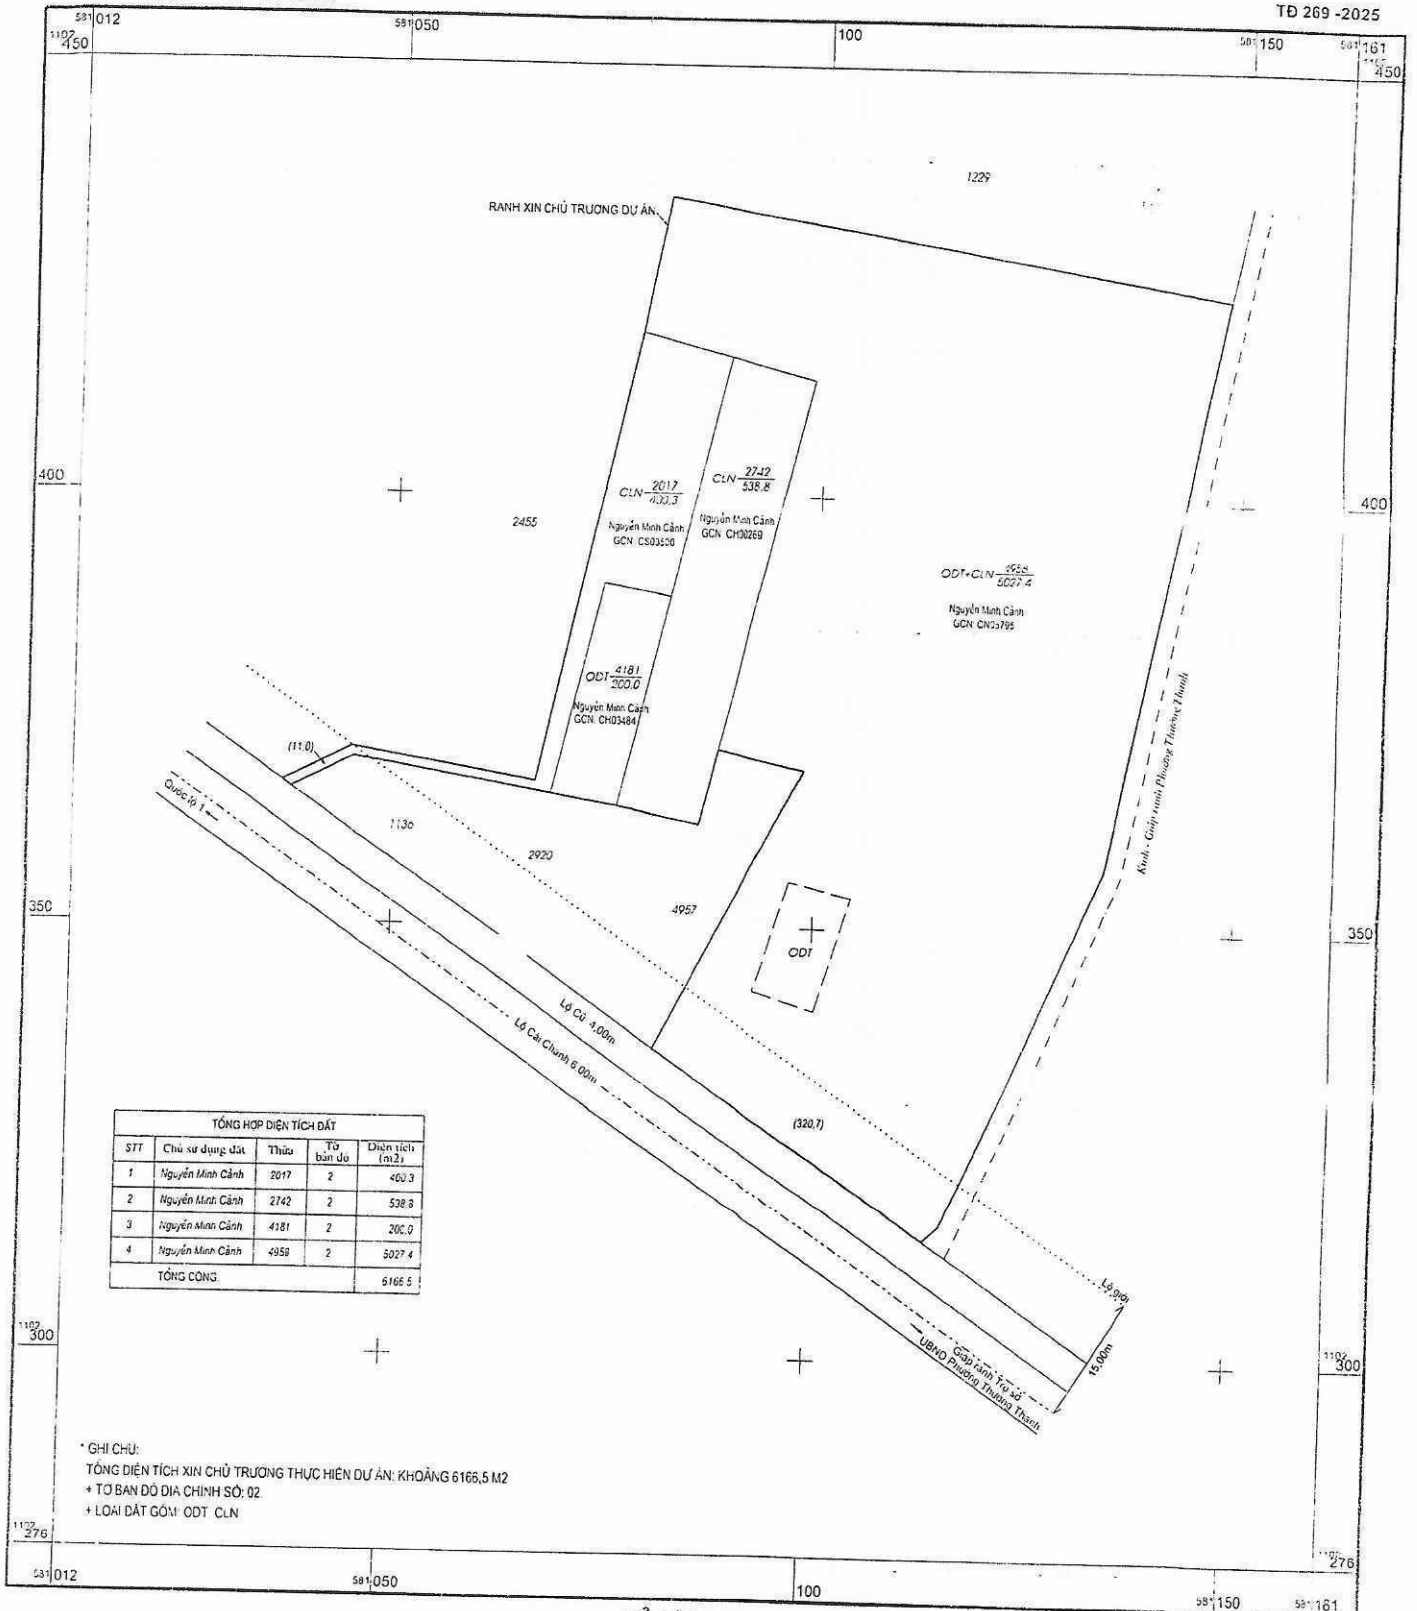 TĐ 269 -2025
581 012
581 050
100
581 150
581 161
1102 450
450
1229
RANH XIN CHỦ TRƯƠNG DỰ ÁN
400
400
2455
CLN 2017
400.3
Nguyễn Minh Cảnh
GCN: CS03500
CLN 2742
538.8
Nguyễn Minh Cảnh
GCN: CH00269
ODT+CLN 4958
5027.4
Nguyễn Minh Cảnh
ODT 4181
200.0
Nguyễn Minh Cảnh
GCN: CH03484
Kinh - Giáp ranh Phường Thường Thạnh
(11.0)
Quốc lộ 1
1136
2920
4957
350
350
ODT
Lộ Cũ 4.00m
Lộ Cái Chanh 6.00m
(320,7)
TỔNG HỢP DIỆN TÍCH ĐẤT
STT Chủ sử dụng đất Thửa Tờ bản đồ Diện tích (m2)
1 Nguyễn Minh Cảnh 2017 2 400.3
2 Nguyễn Minh Cảnh 2742 2 538.8
3 Nguyễn Minh Cảnh 4181 2 200.0
4 Nguyễn Minh Cảnh 4958 2 5027.4
TỔNG CỘNG 6166.5
Lộ giới
15.00m
Giáp ranh Trụ sở
UBND Phường Thường Thạnh
1102 300
1102 300
* GHI CHÚ:
TỔNG DIỆN TÍCH XIN CHỦ TRƯƠNG THỰC HIỆN DỰ ÁN: KHOẢNG 6166,5 M2
+ TỜ BẢN ĐỒ ĐỊA CHÍNH SỐ: 02
+ LOẠI ĐẤT GỒM: ODT CLN
1102 276
1102 276
581 012
581 050
100
581 150
581 161